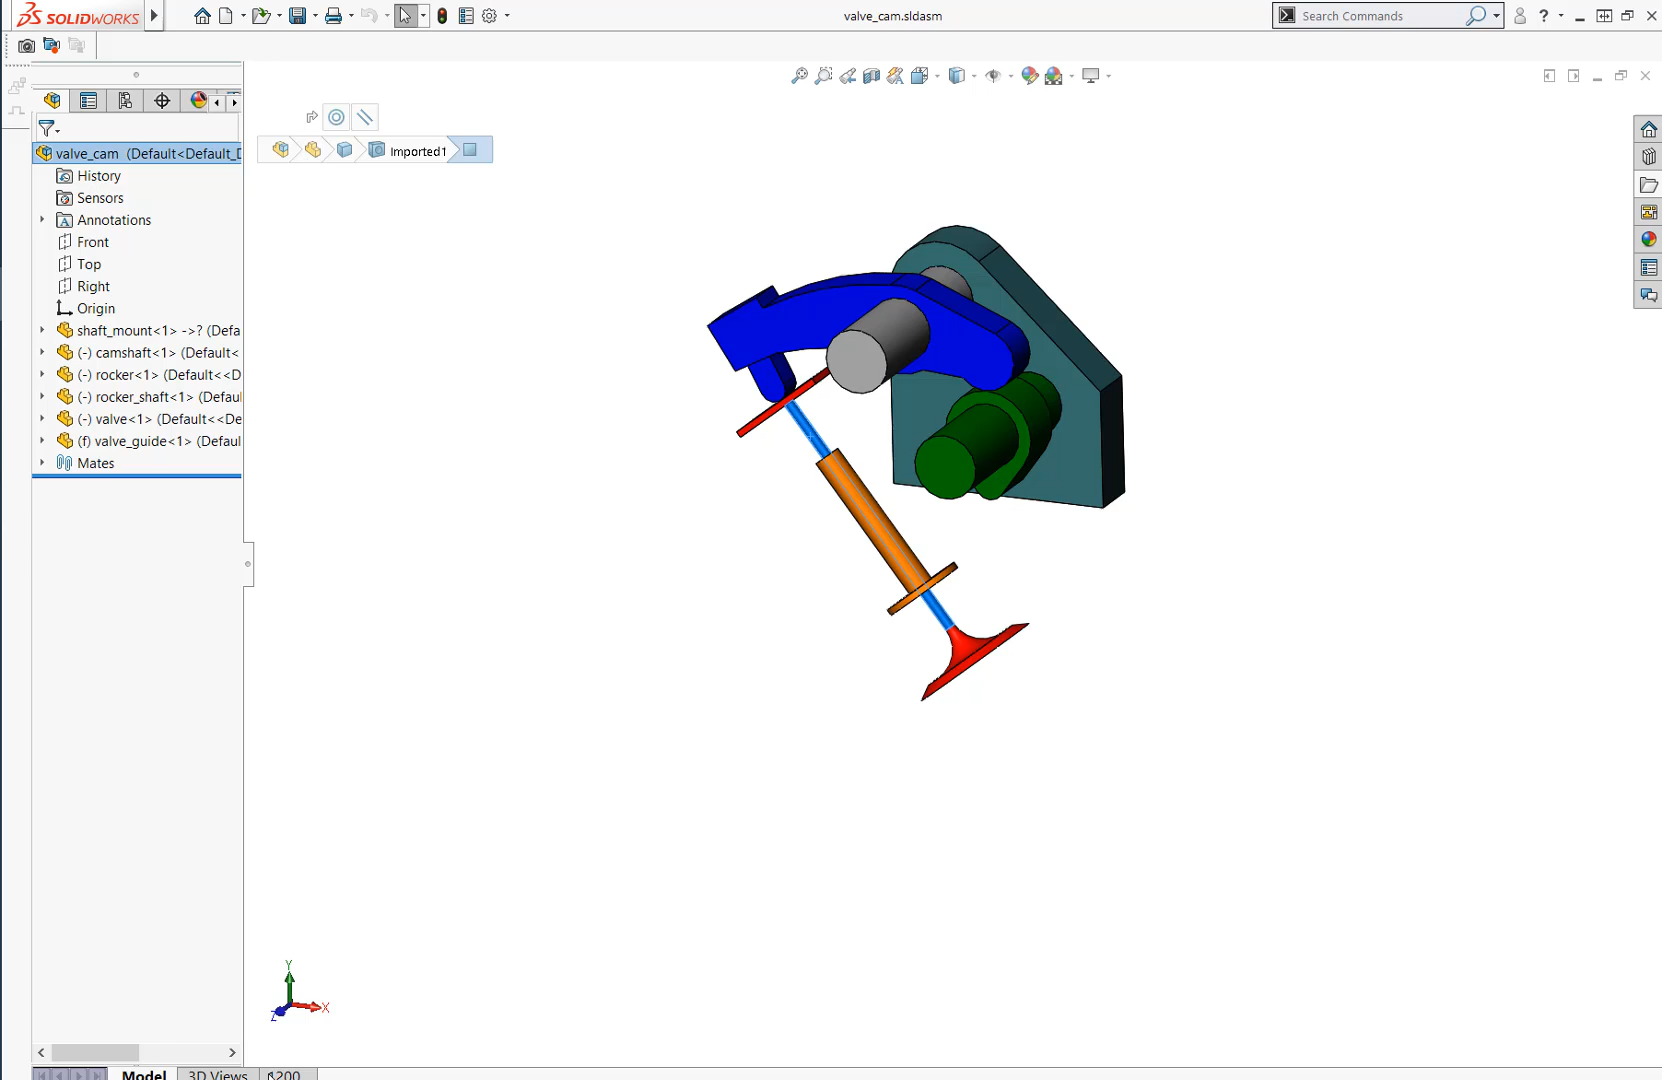 SOLIDWORKS
valve_cam.sldasm
Search Commands
?
Imported1
valve_cam (Default<Default_D
History
Sensors
Annotations
Front
Top
Right
Origin
shaft_mount<1> ->? (Defa
(-) camshaft<1> (Default<
(-) rocker<1> (Default<<D
(-) rocker_shaft<1> (Defaul
(-) valve<1> (Default<<De
(f) valve_guide<1> (Defaul
Mates
Y
X
Z
Model
3D Views